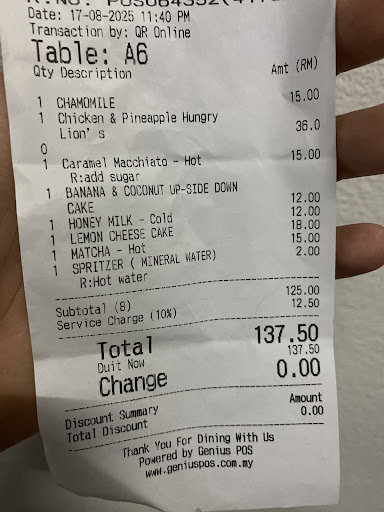 Date: 17-08-2025 11:40 PM
Transaction by: QR Online
Table: A6
Qty Description Amt (RM)
1 CHAMOMILE 15.00
1 Chicken & Pineapple Hungry 36.0
Lion's
0
1 Caramel Macchiato - Hot 15.00
R:add sugar
1 BANANA & COCONUT UP-SIDE DOWN 12.00
CAKE
1 HONEY MILK - Cold 12.00
1 LEMON CHEESE CAKE 18.00
1 MATCHA - Hot 15.00
1 SPRITZER ( MINERAL WATER) 2.00
R:Hot water
Subtotal (8) 125.00
Service Charge (10%) 12.50
Total 137.50
Duit Now 137.50
Change 0.00
Discount Summary Amount
Total Discount 0.00
Thank You For Dining With Us
Powered by Genius POS
www.geniuspos.com.my